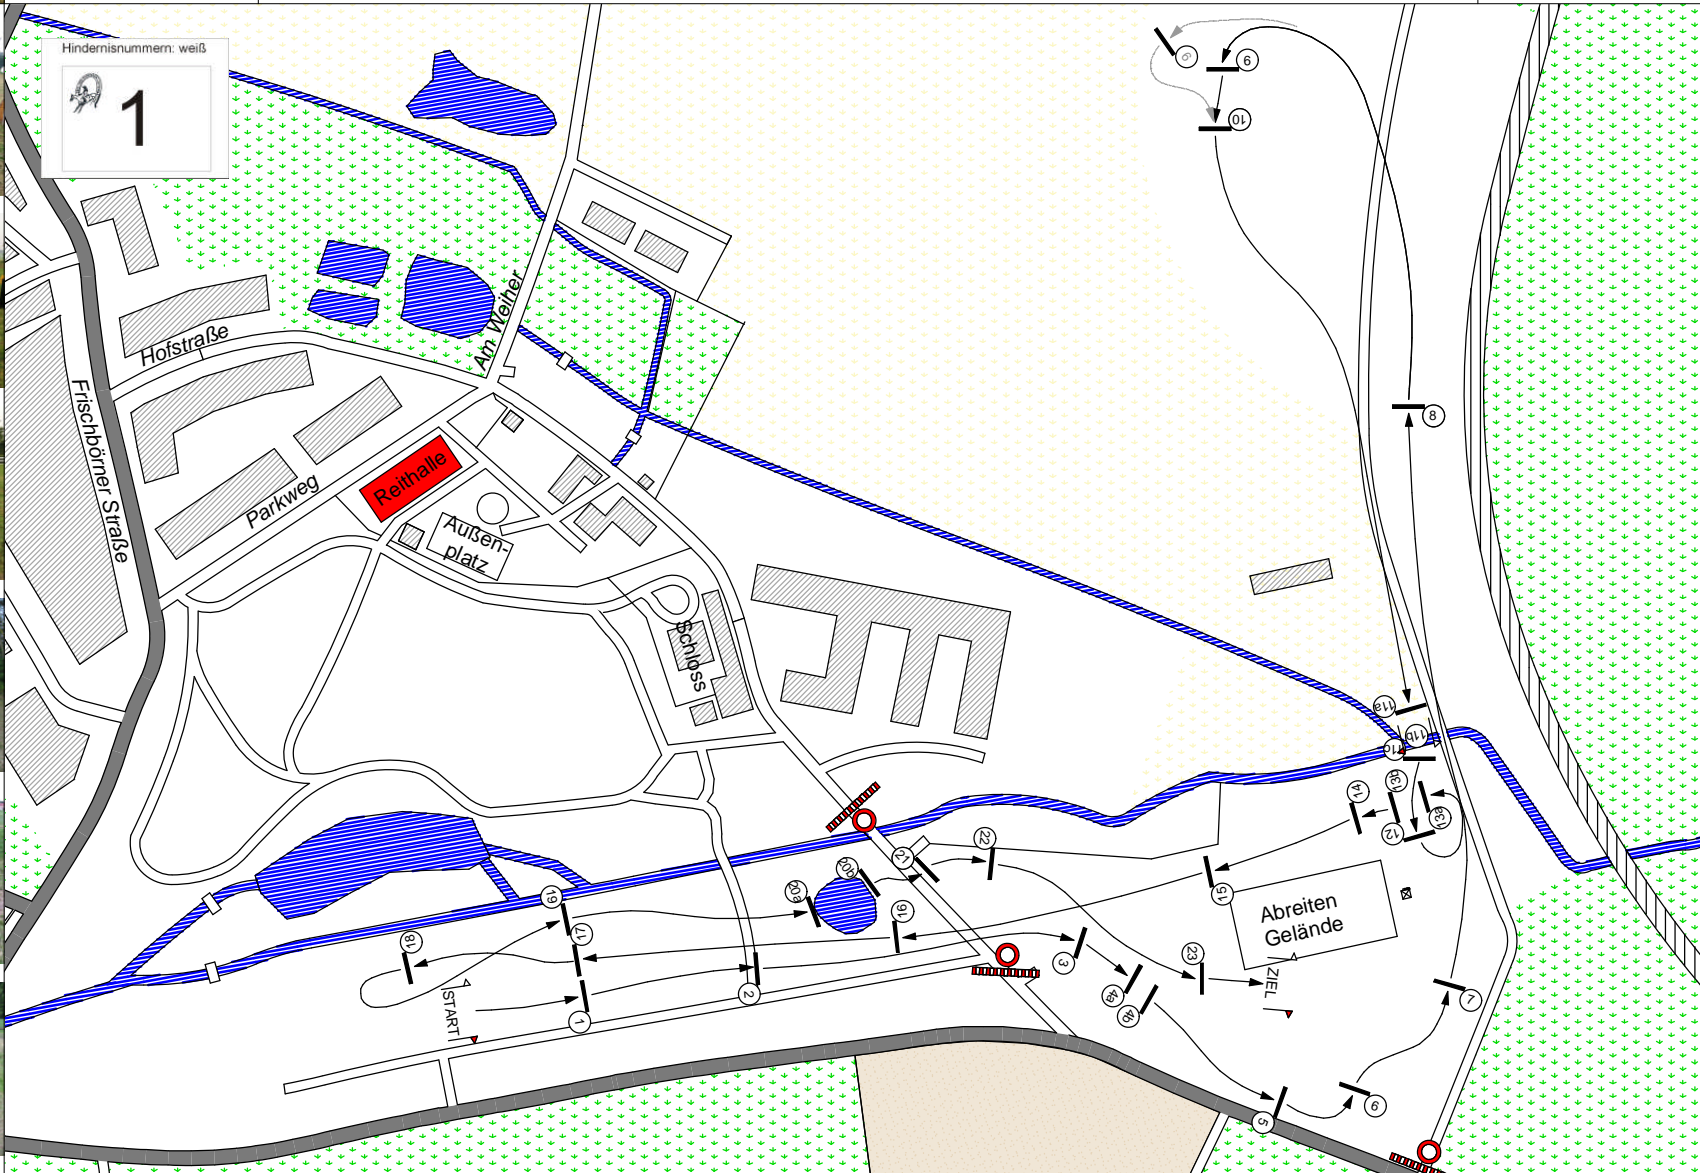 Hindernisnummern: weiß
1
9
9
10
8
Am Weiher
Hofstraße
Frischbörner Straße
Parkweg
Reithalle
Außen-
platz
Schloss
11a
11b
11c
13b
13a
12
14
15
22
21
20b
20a
16
19
17
18
Abreiten
Gelände
START
1
2
3
4a
4b
23
ZIEL
7
6
5